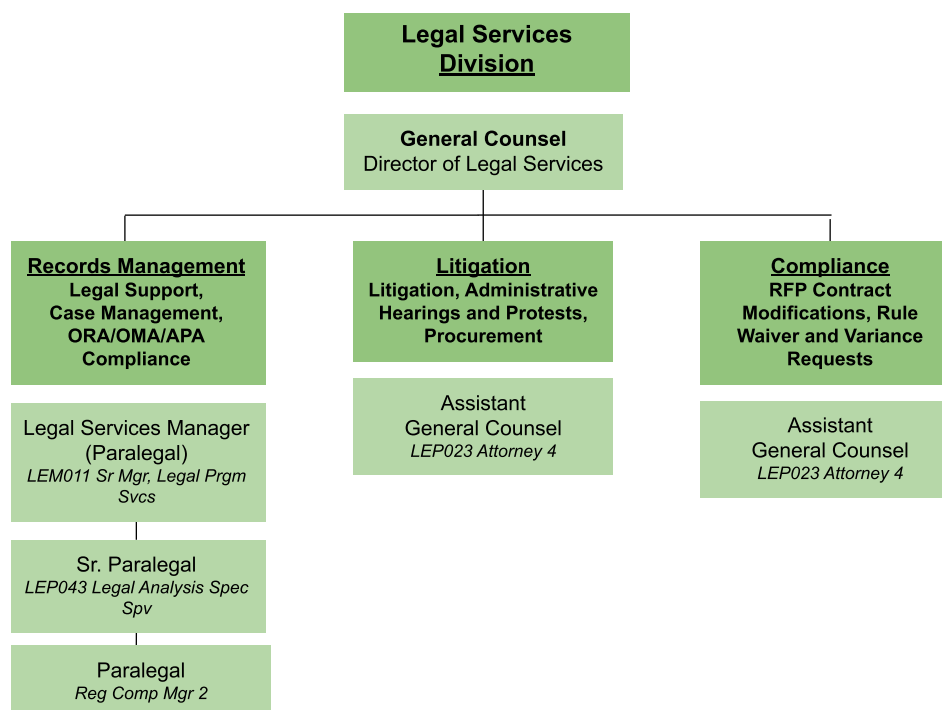 Legal Services
Division
General Counsel
Director of Legal Services
Records Management
Legal Support,
Case Management,
ORA/OMA/APA
Compliance
Litigation
Litigation, Administrative
Hearings and Protests,
Procurement
Compliance
RFP Contract
Modifications, Rule
Waiver and Variance
Requests
Legal Services Manager
(Paralegal)
LEM011 Sr Mgr, Legal Prgm
Svcs
Assistant
General Counsel
LEP023 Attorney 4
Assistant
General Counsel
LEP023 Attorney 4
Sr. Paralegal
LEP043 Legal Analysis Spec
Spv
Paralegal
Reg Comp Mgr 2